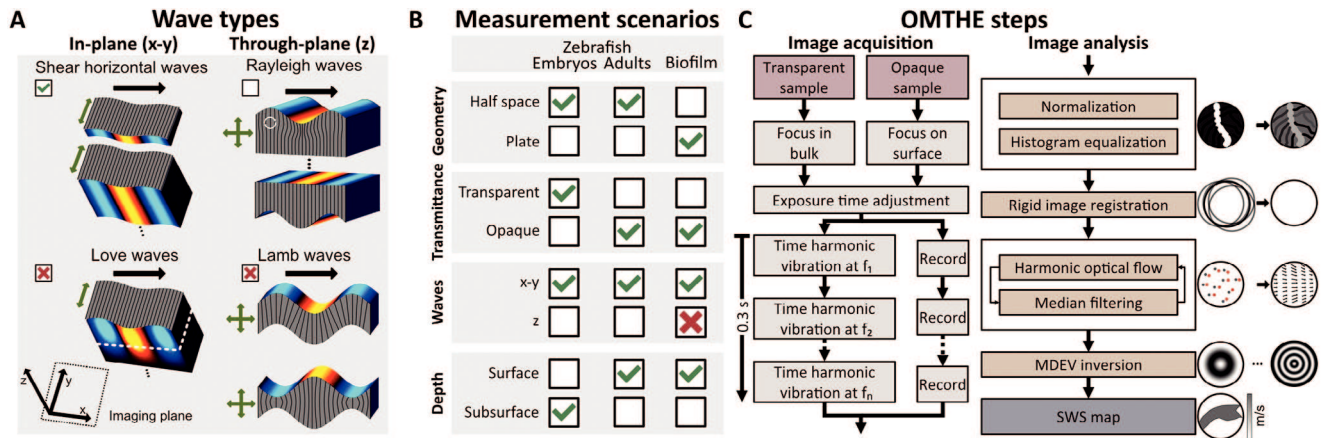 A
Wave types
In-plane (x-y)
Through-plane (z)
Shear horizontal waves
Rayleigh waves
Love waves
Lamb waves
z
y
x
Imaging plane
B
Measurement scenarios
Zebrafish
Embryos
Adults
Biofilm
Geometry
Half space
Plate
Transmittance
Transparent
Opaque
Waves
x-y
z
Depth
Surface
Subsurface
C
OMTHE steps
Image acquisition
Transparent
sample
Opaque
sample
Focus in
bulk
Focus on
surface
Exposure time adjustment
0.3 s
Time harmonic
vibration at f1
Record
Time harmonic
vibration at f2
Record
Time harmonic
vibration at fn
Record
Image analysis
Normalization
Histogram equalization
Rigid image registration
Harmonic optical flow
Median filtering
MDEV inversion
SWS map
m/s